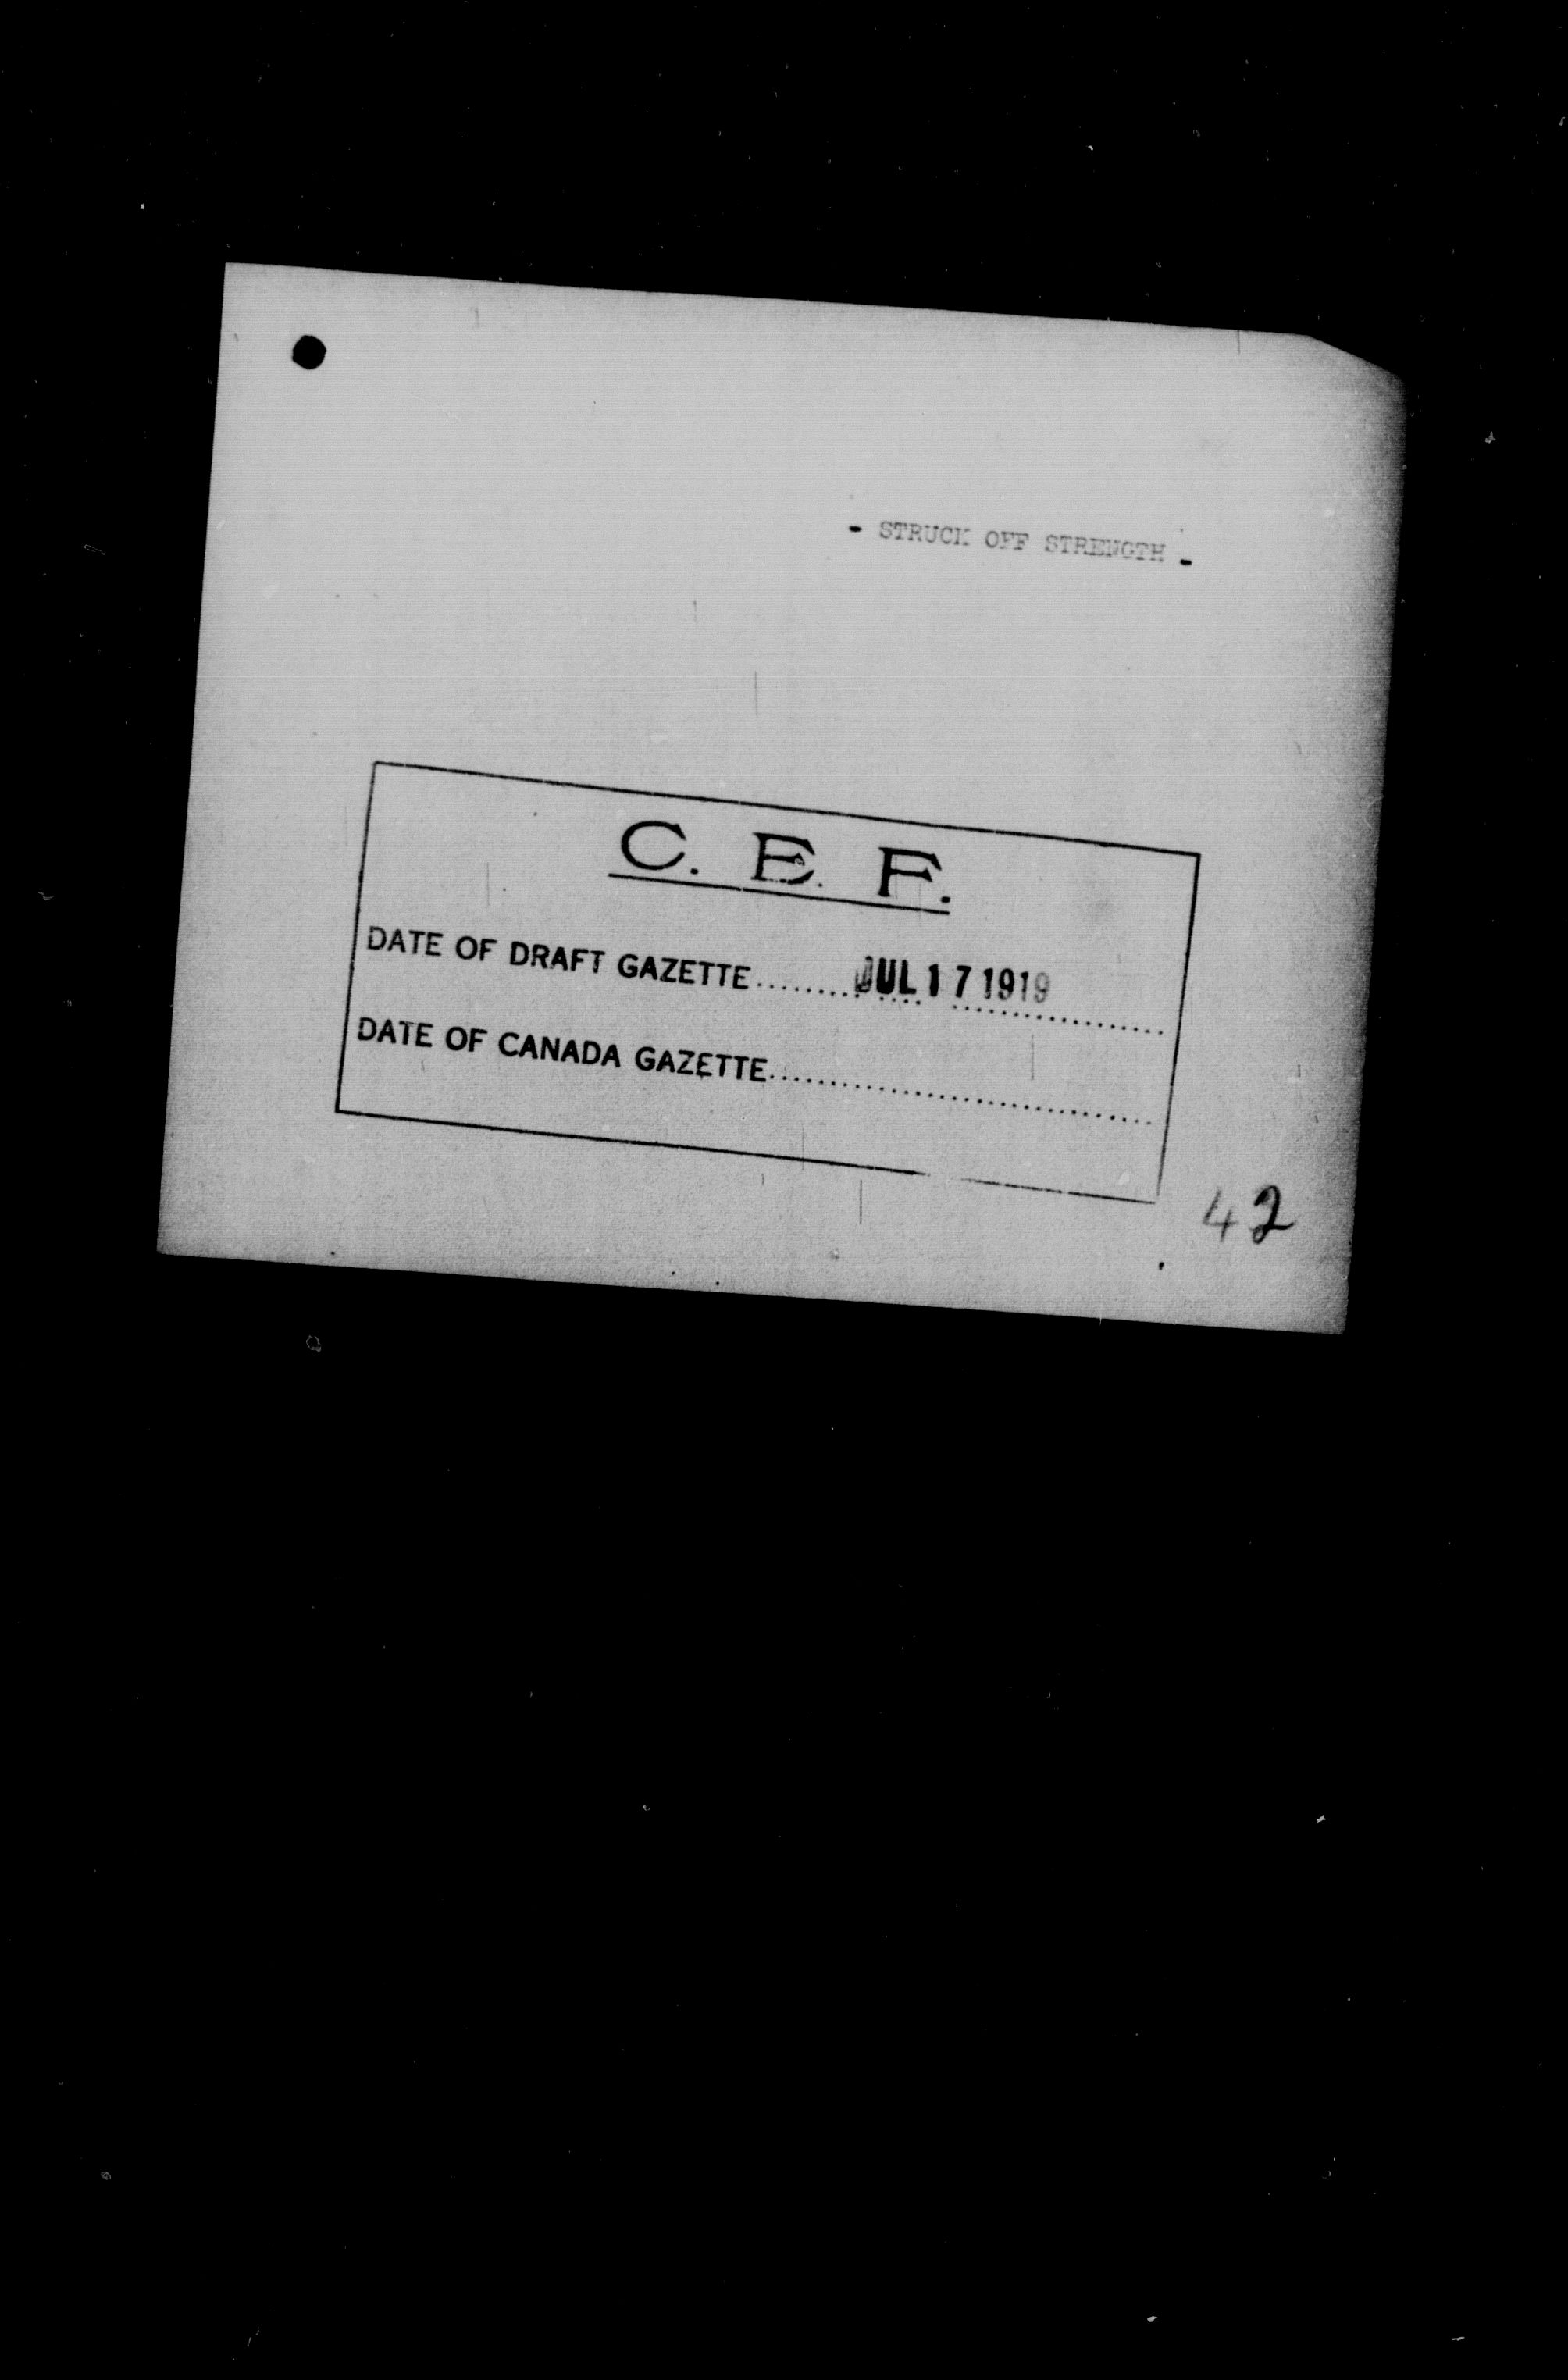 - STRUCK OFF STRENGTH -
C. E. F.
DATE OF DRAFT GAZETTE.........JUL 17 1919..................
DATE OF CANADA GAZETTE.................................
42